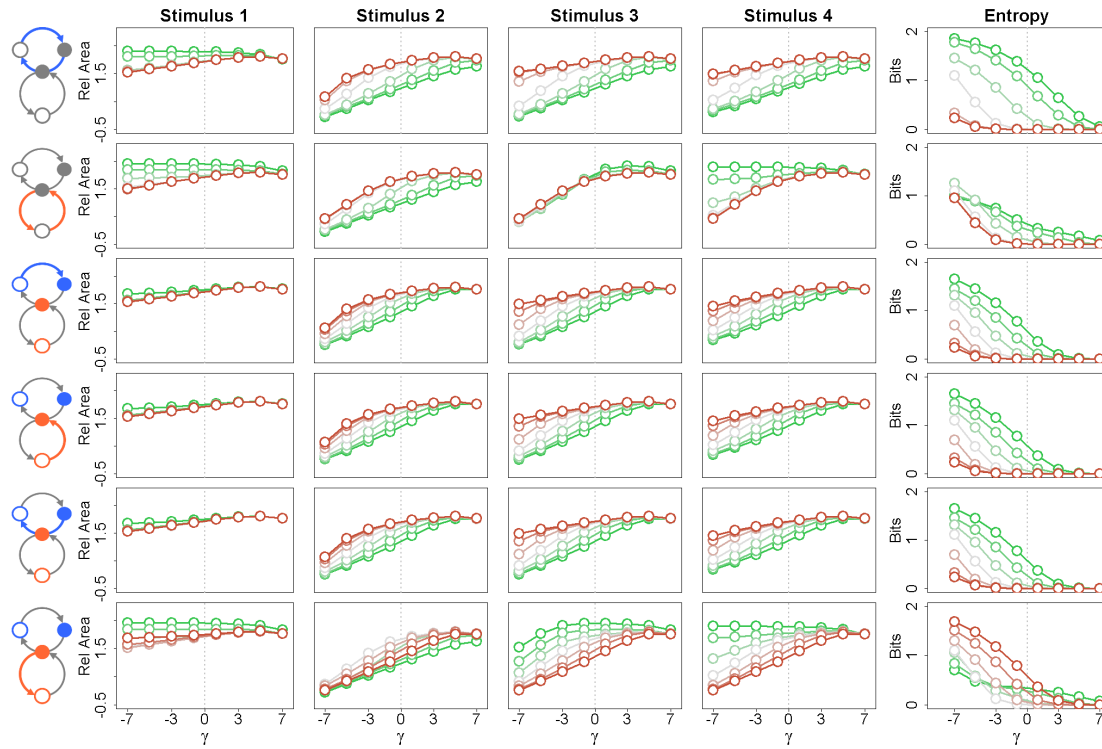 Stimulus 1 Stimulus 2 Stimulus 3 Stimulus 4 Entropy
Rel Area
-0.5 1.5
Bits
0 1 2
Rel Area
-0.5 1.5
Bits
0 1 2
Rel Area
-0.5 1.5
Bits
0 1 2
Rel Area
-0.5 1.5
Bits
0 1 2
Rel Area
-0.5 1.5
Bits
0 1 2
Rel Area
-0.5 1.5
Bits
0 1 2
-7 -3 0 3 7 -7 -3 0 3 7 -7 -3 0 3 7 -7 -3 0 3 7 -7 -3 0 3 7
γ γ γ γ γ